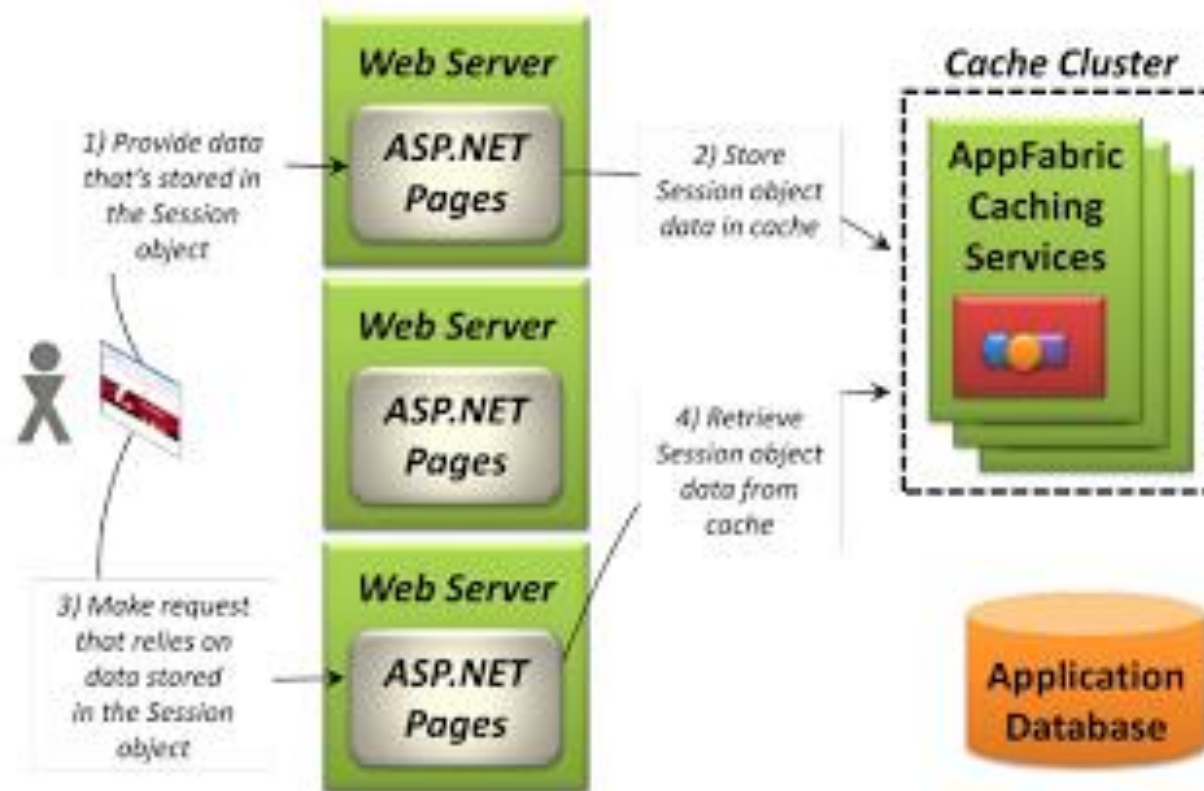 Web Server
ASP.NET
Pages
1) Provide data
that's stored in
the Session
object
2) Store
Session object
data in cache
Cache Cluster
AppFabric
Caching
Services
Web Server
ASP.NET
Pages
4) Retrieve
Session object
data from
cache
3) Make request
that relies on
data stored
in the Session
object
Web Server
ASP.NET
Pages
Application
Database